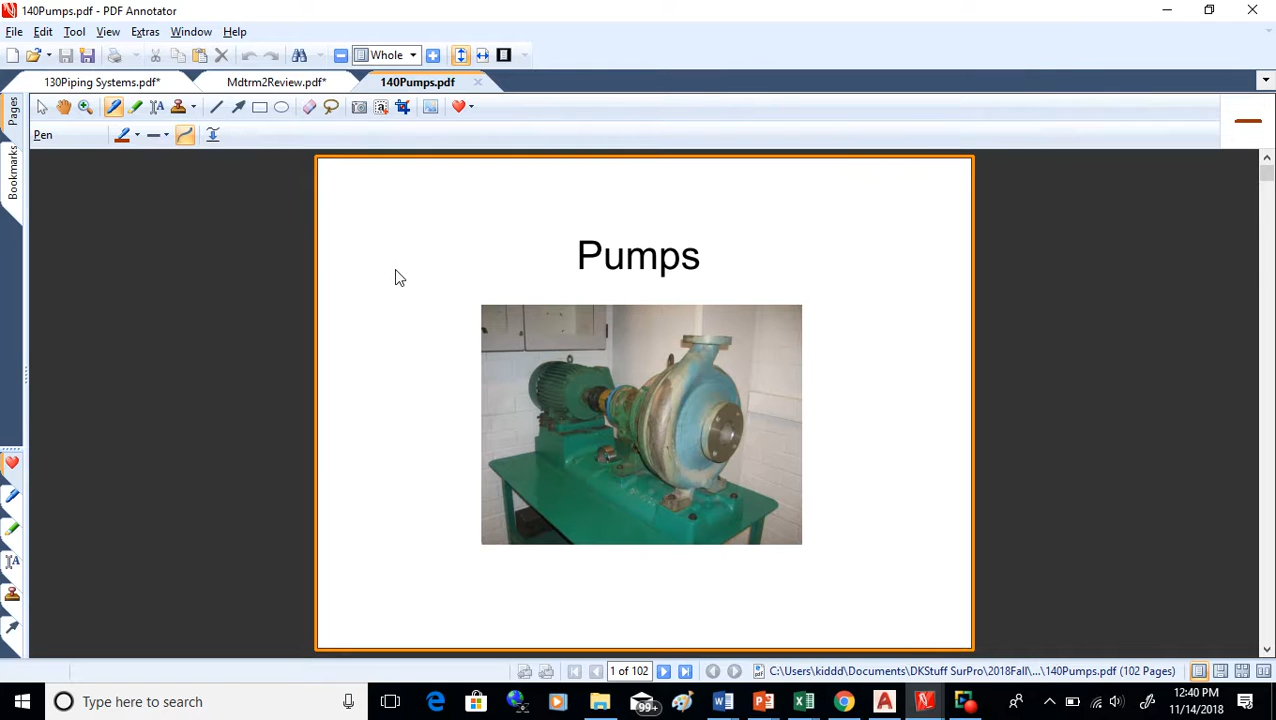 140Pumps.pdf - PDF Annotator
File Edit Tool View Extras Window Help
Whole
130Piping Systems.pdf* Mdtrm2Review.pdf* 140Pumps.pdf
Pages
Bookmarks
Pen
Pumps
1 of 102
C:\Users\kiddd\Documents\DKStuff SurPro\2018Fall\...\140Pumps.pdf (102 Pages)
Type here to search
99+
12:40 PM
11/14/2018